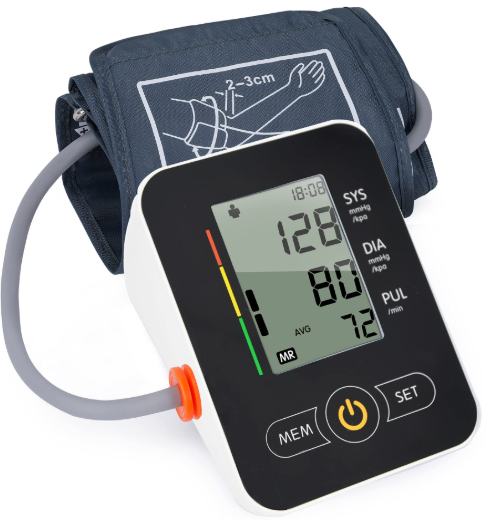 2-3cm
18:08
SYS
mmHg
/kpa
128
DIA
mmHg
/kpa
80
PUL
/min
72
AVG
MR
MEM
SET